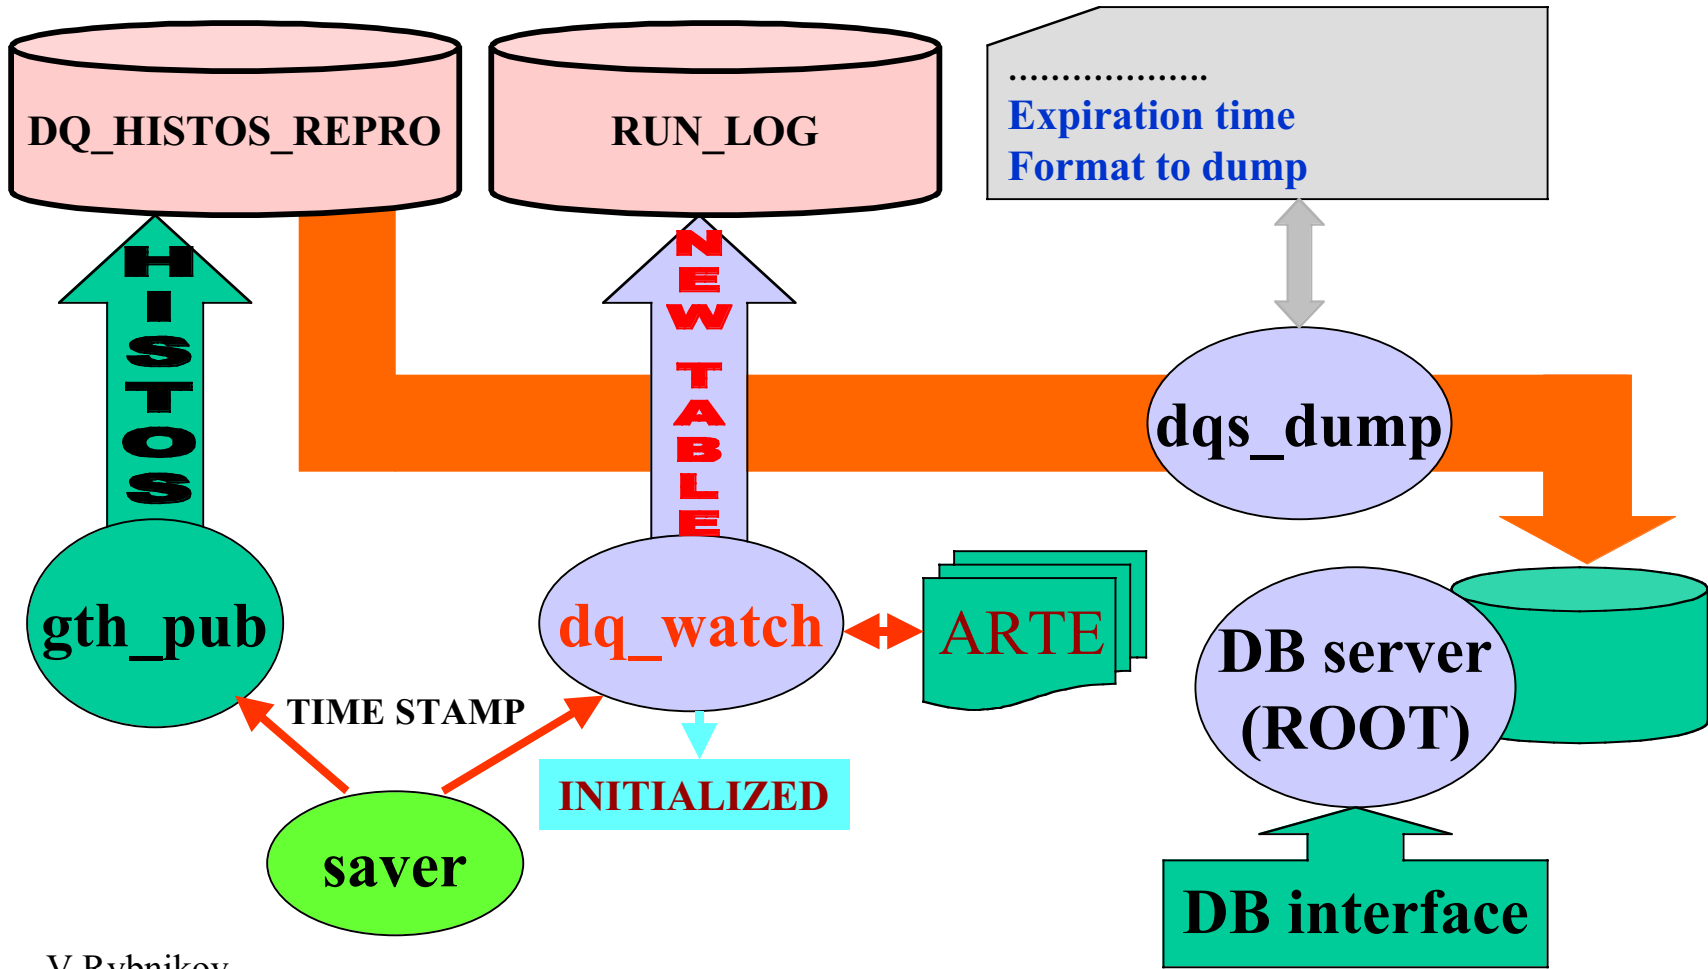 DQ_HISTOS_REPRO
RUN_LOG
...................
Expiration time
Format to dump
HISTOS
NEW TABLE
dqs_dump
gth_pub
dq_watch
ARTE
DB server
(ROOT)
TIME STAMP
INITIALIZED
saver
DB interface
V.Rybnikov